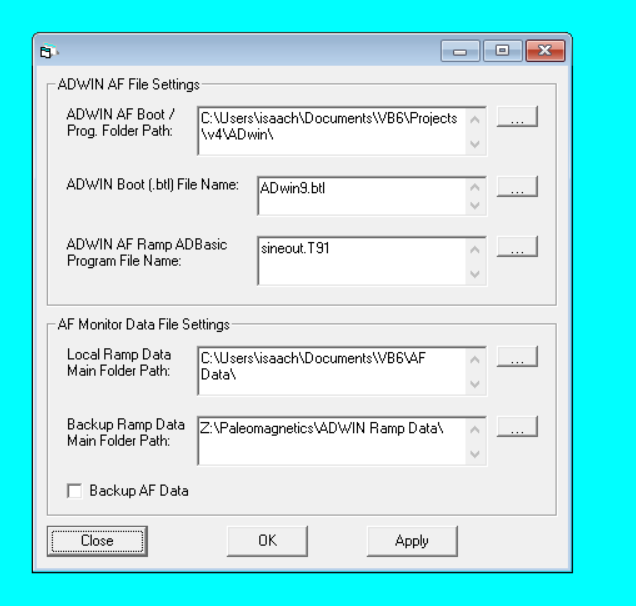 ADWIN AF File Settings
ADWIN AF Boot /
Prog. Folder Path:
C:\Users\isaach\Documents\VB6\Projects
\v4\ADwin\
...
ADWIN Boot (.btl) File Name:
ADwin9.btl
...
ADWIN AF Ramp ADBasic
Program File Name:
sineout.T91
...
AF Monitor Data File Settings
Local Ramp Data
Main Folder Path:
C:\Users\isaach\Documents\VB6\AF
Data\
...
Backup Ramp Data
Main Folder Path:
Z:\Paleomagnetics\ADWIN Ramp Data\
...
Backup AF Data
Close
OK
Apply